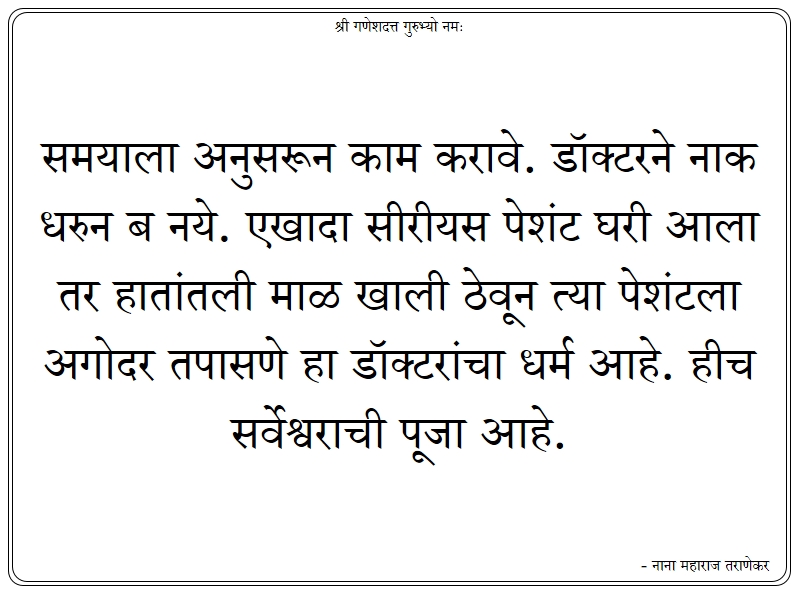 श्री गणेशदत्त गुरुभ्यो नमः
समयाला अनुसरून काम करावे. डॉक्टरने नाक
धरुन ब नये. एखादा सीरीयस पेशंट घरी आला
तर हातांतली माळ खाली ठेवून त्या पेशंटला
अगोदर तपासणे हा डॉक्टरांचा धर्म आहे. हीच
सर्वेश्वराची पूजा आहे.
- नाना महाराज तराणेकर